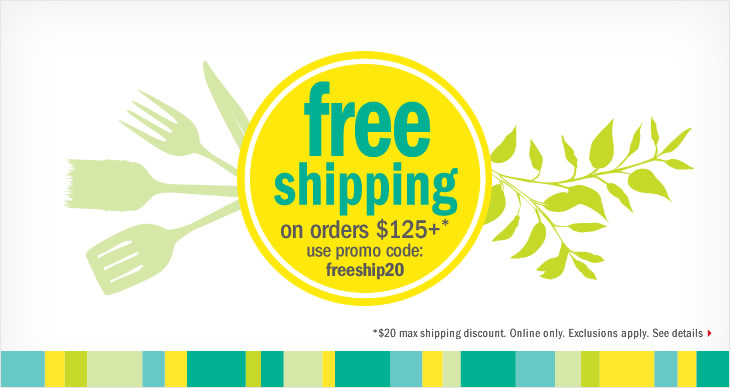 free
shipping
on orders $125+*
use promo code:
freeship20
*$20 max shipping discount. Online only. Exclusions apply. See details